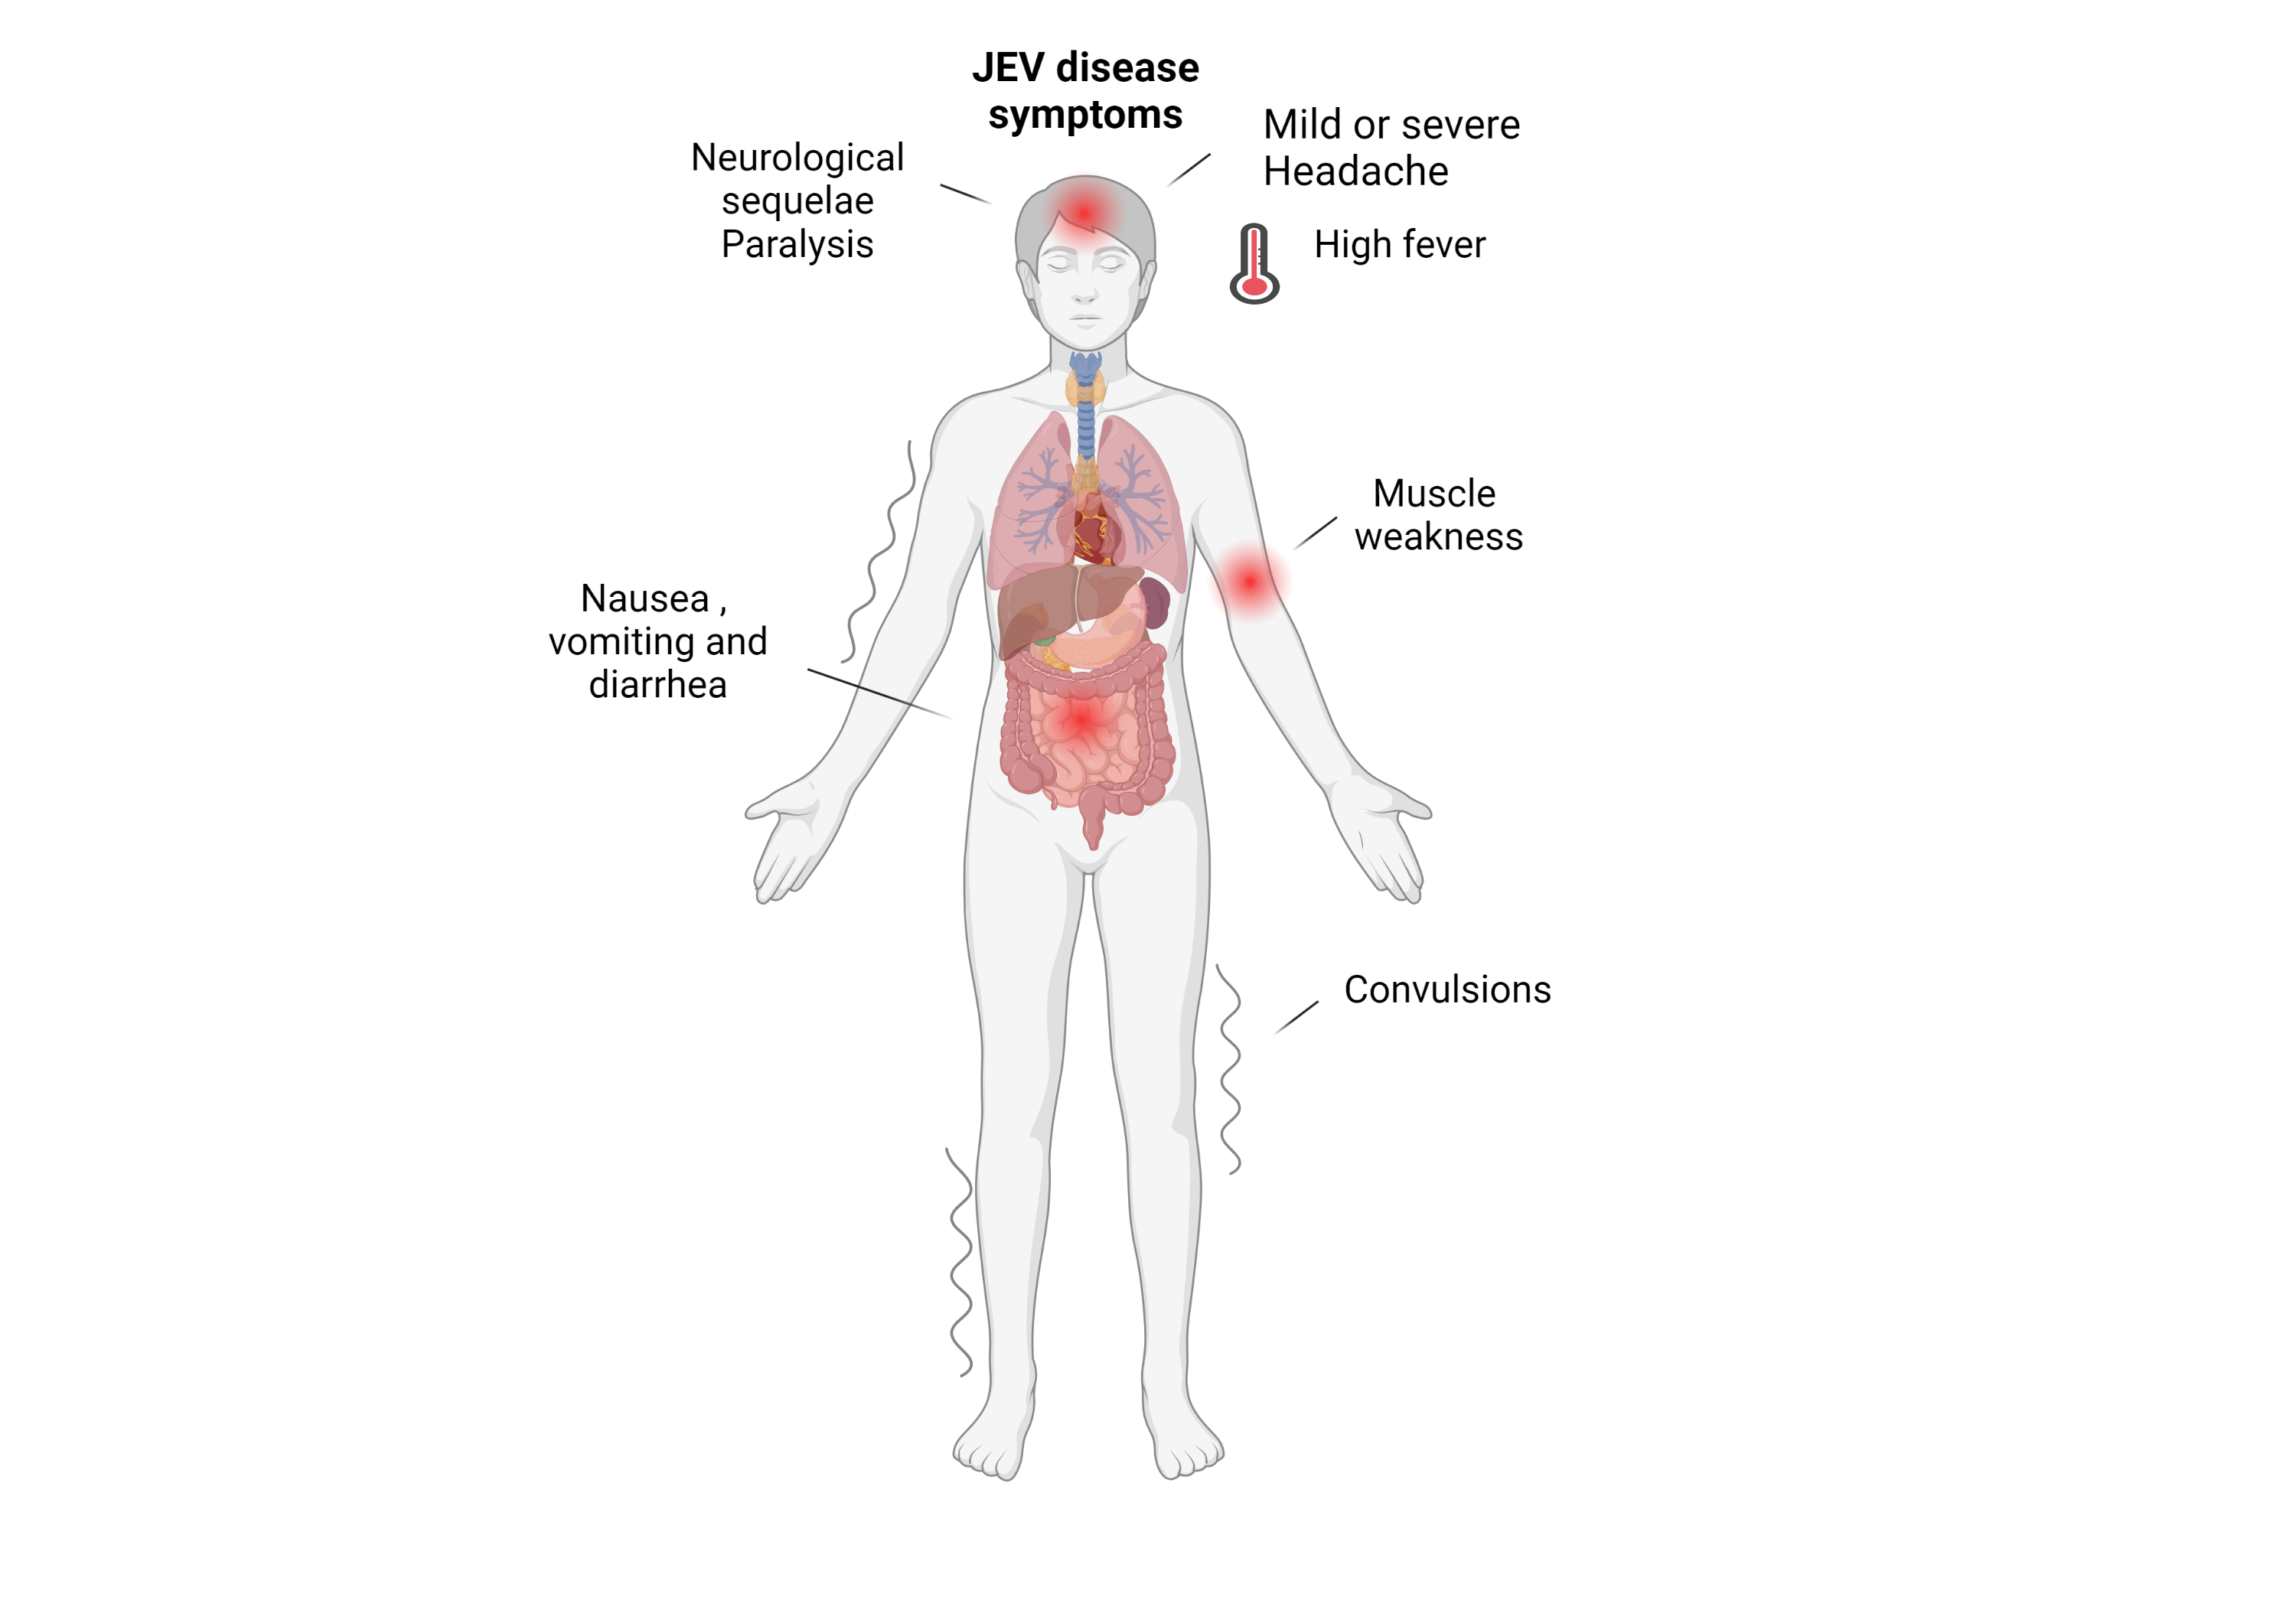 JEV disease
symptoms
Neurological
sequelae
Paralysis
Mild or severe
Headache
High fever
Muscle
weakness
Nausea ,
vomiting and
diarrhea
Convulsions